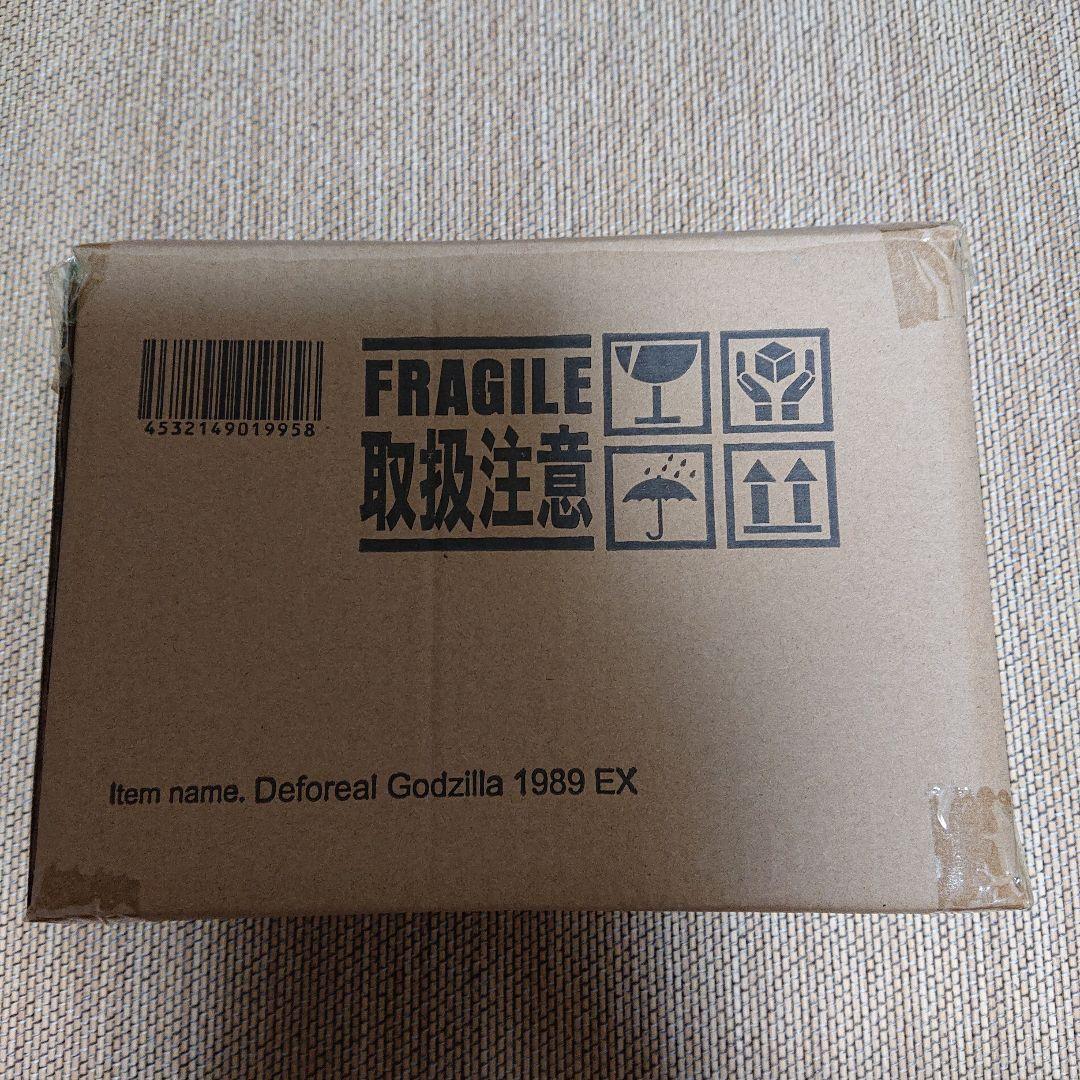 4532149019958
FRAGILE
取扱注意
Item name. Deforeal Godzilla 1989 EX